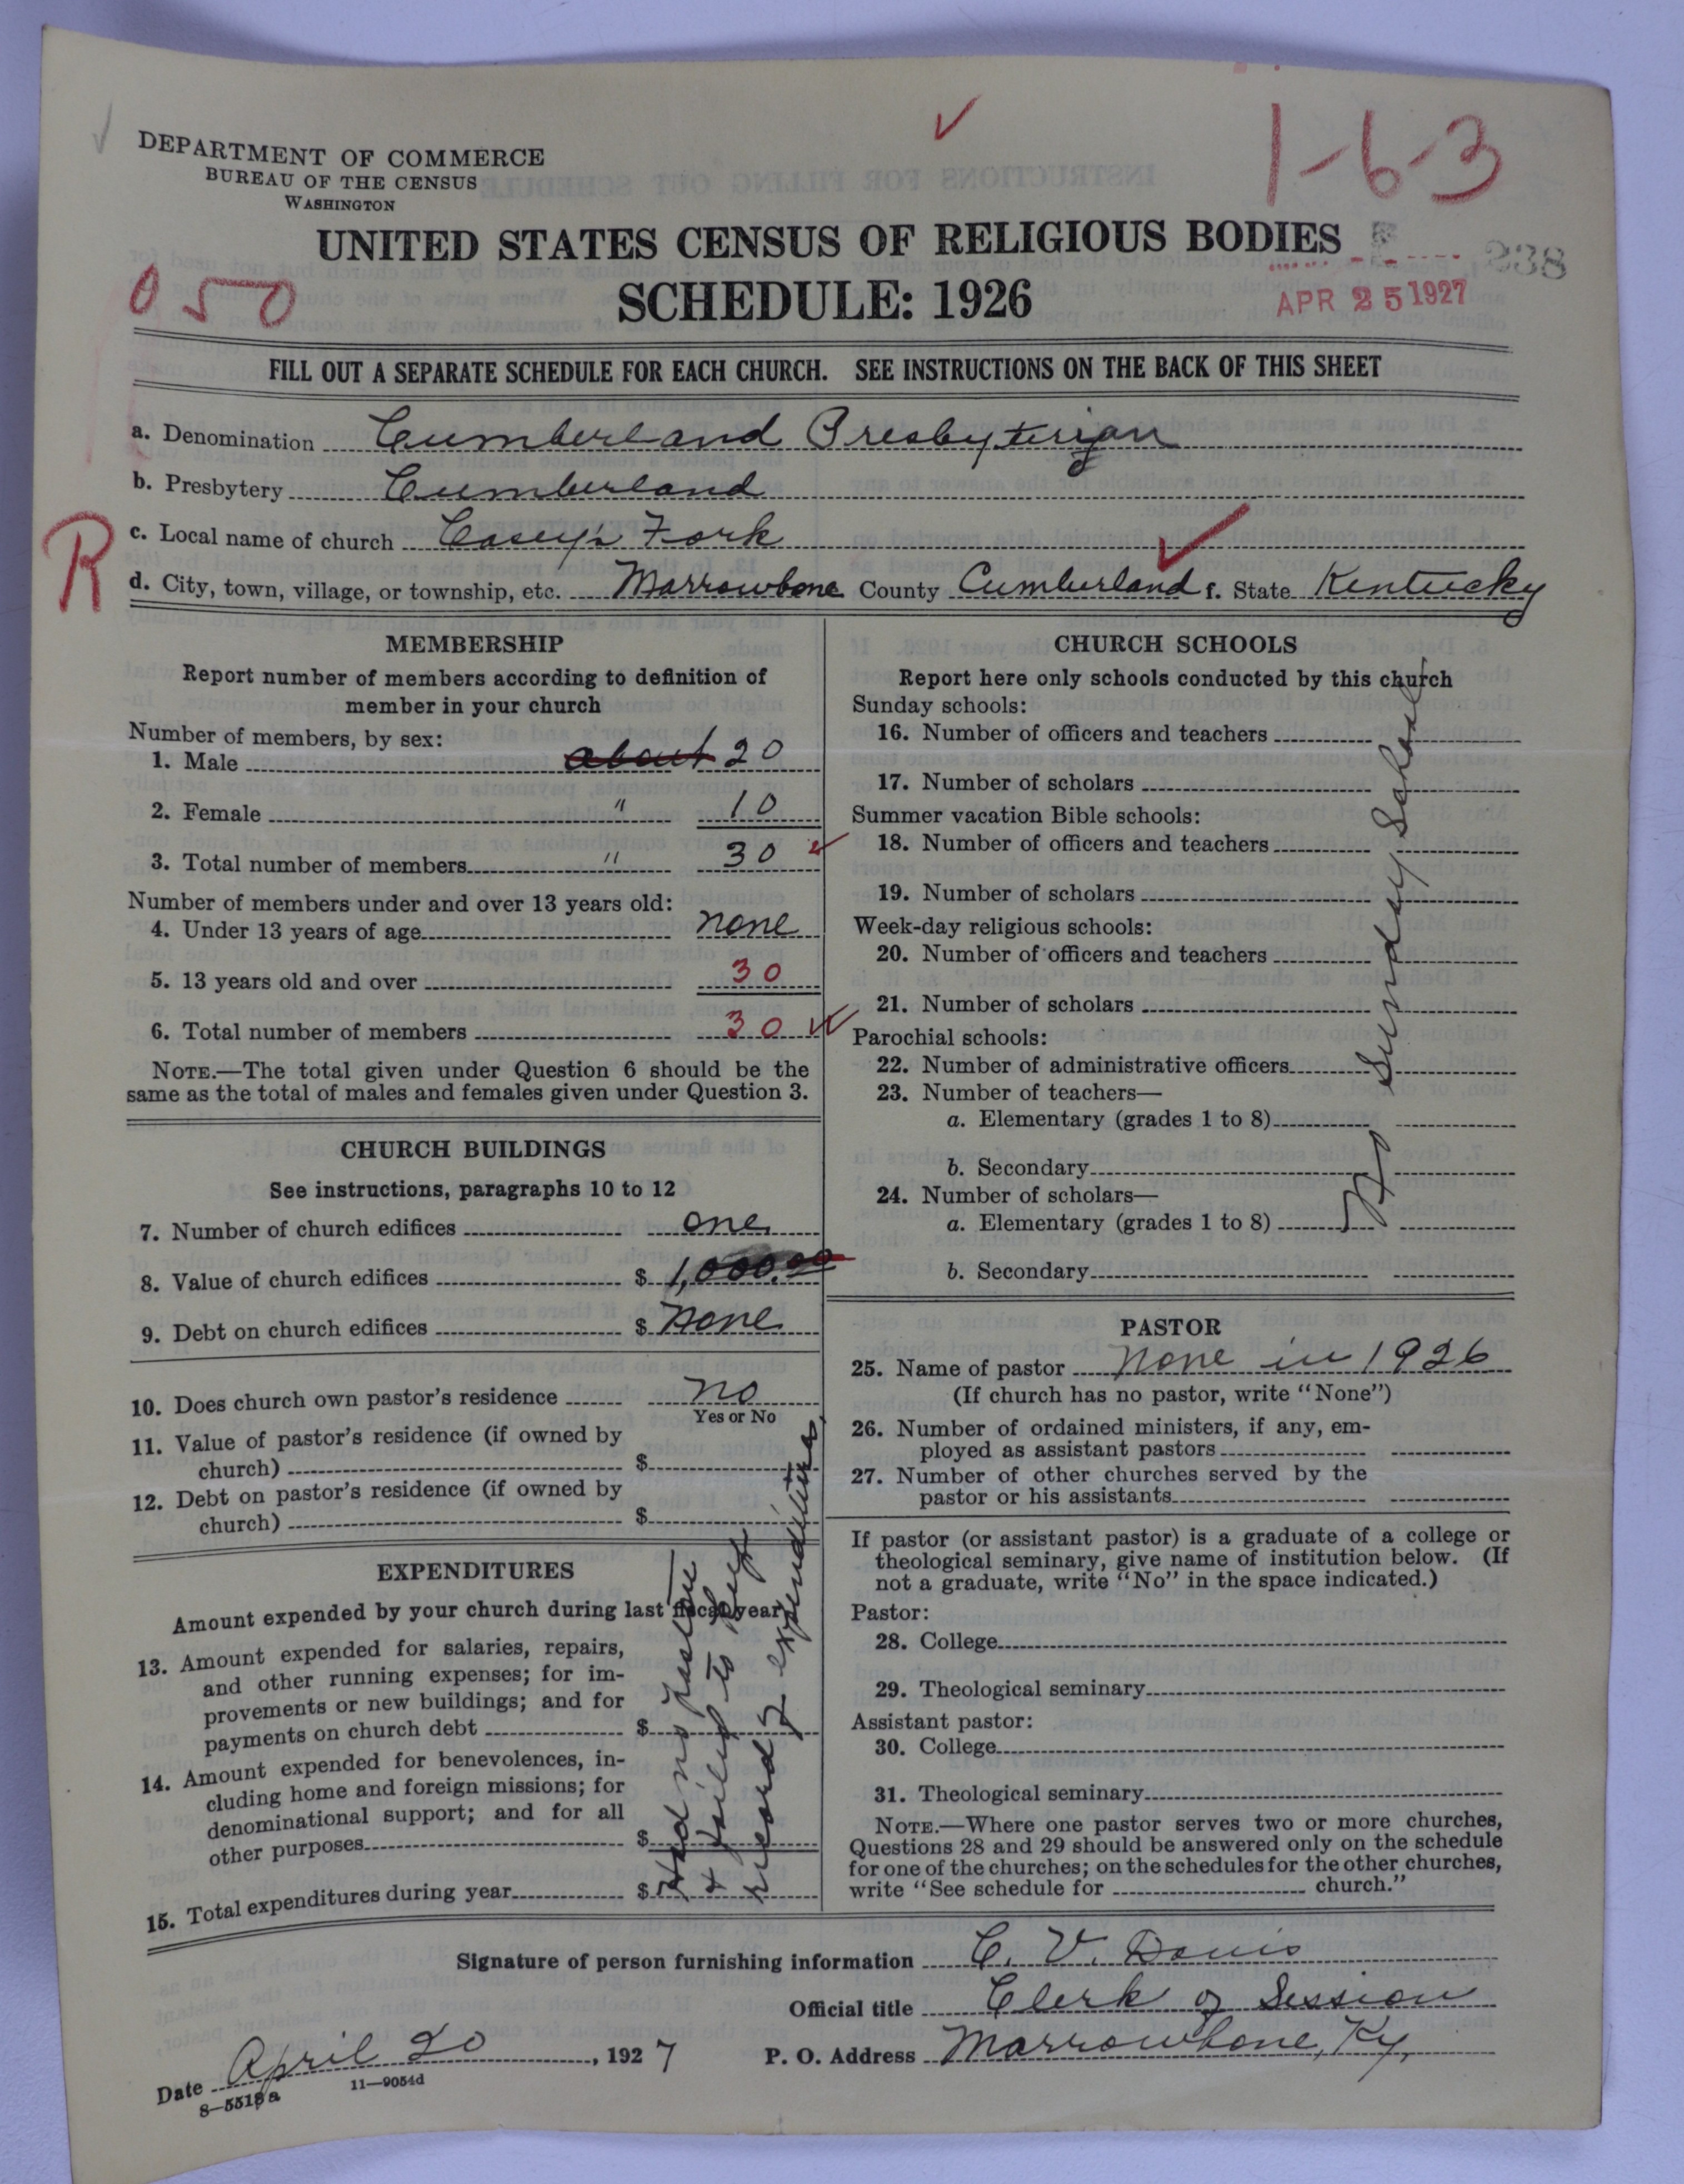 1-6-3
DEPARTMENT OF COMMERCE
BUREAU OF THE CENSUS
WASHINGTON
UNITED STATES CENSUS OF RELIGIOUS BODIES
238
SCHEDULE: 1926
APR 25 1927
050
FILL OUT A SEPARATE SCHEDULE FOR EACH CHURCH. SEE INSTRUCTIONS ON THE BACK OF THIS SHEET
a. Denomination Cumberland Presbyterian
b. Presbytery Cumberland
R
c. Local name of church Casey's Fork
d. City, town, village, or township, etc. Marrowbone County Cumberland f. State Kentucky
MEMBERSHIP
Report number of members according to definition of
member in your church
Number of members, by sex:
1. Male about 20
2. Female " 10
3. Total number of members " 30
Number of members under and over 13 years old:
4. Under 13 years of age none
5. 13 years old and over 30
6. Total number of members 30
NOTE.—The total given under Question 6 should be the
same as the total of males and females given under Question 3.
CHURCH BUILDINGS
See instructions, paragraphs 10 to 12
7. Number of church edifices one
8. Value of church edifices $ 1,000.00
9. Debt on church edifices $ None
10. Does church own pastor's residence no
Yes or No
11. Value of pastor's residence (if owned by
church) $
12. Debt on pastor's residence (if owned by
church) $
EXPENDITURES
Amount expended by your church during last fiscal year
13. Amount expended for salaries, repairs,
and other running expenses; for im-
provements or new buildings; and for
payments on church debt $
14. Amount expended for benevolences, in-
cluding home and foreign missions; for
denominational support; and for all
other purposes $
15. Total expenditures during year $
Had no pastor
& failed to keep
record of expenditures
CHURCH SCHOOLS
Report here only schools conducted by this church
Sunday schools:
16. Number of officers and teachers
17. Number of scholars
Summer vacation Bible schools:
18. Number of officers and teachers
19. Number of scholars
Week-day religious schools:
20. Number of officers and teachers
21. Number of scholars
Parochial schools:
22. Number of administrative officers
23. Number of teachers—
a. Elementary (grades 1 to 8)
b. Secondary
24. Number of scholars—
a. Elementary (grades 1 to 8)
b. Secondary
No Sunday School
PASTOR
25. Name of pastor None in 1926
(If church has no pastor, write "None")
26. Number of ordained ministers, if any, em-
ployed as assistant pastors
27. Number of other churches served by the
pastor or his assistants
If pastor (or assistant pastor) is a graduate of a college or
theological seminary, give name of institution below. (If
not a graduate, write "No" in the space indicated.)
Pastor:
28. College
29. Theological seminary
Assistant pastor:
30. College
31. Theological seminary
NOTE.—Where one pastor serves two or more churches,
Questions 28 and 29 should be answered only on the schedule
for one of the churches; on the schedules for the other churches,
write "See schedule for church."
Signature of person furnishing information C. V. Davis
Official title Clerk of Session
Date April 20, 1927 P. O. Address Marrowbone, Ky.
8—5518a 11—9054d